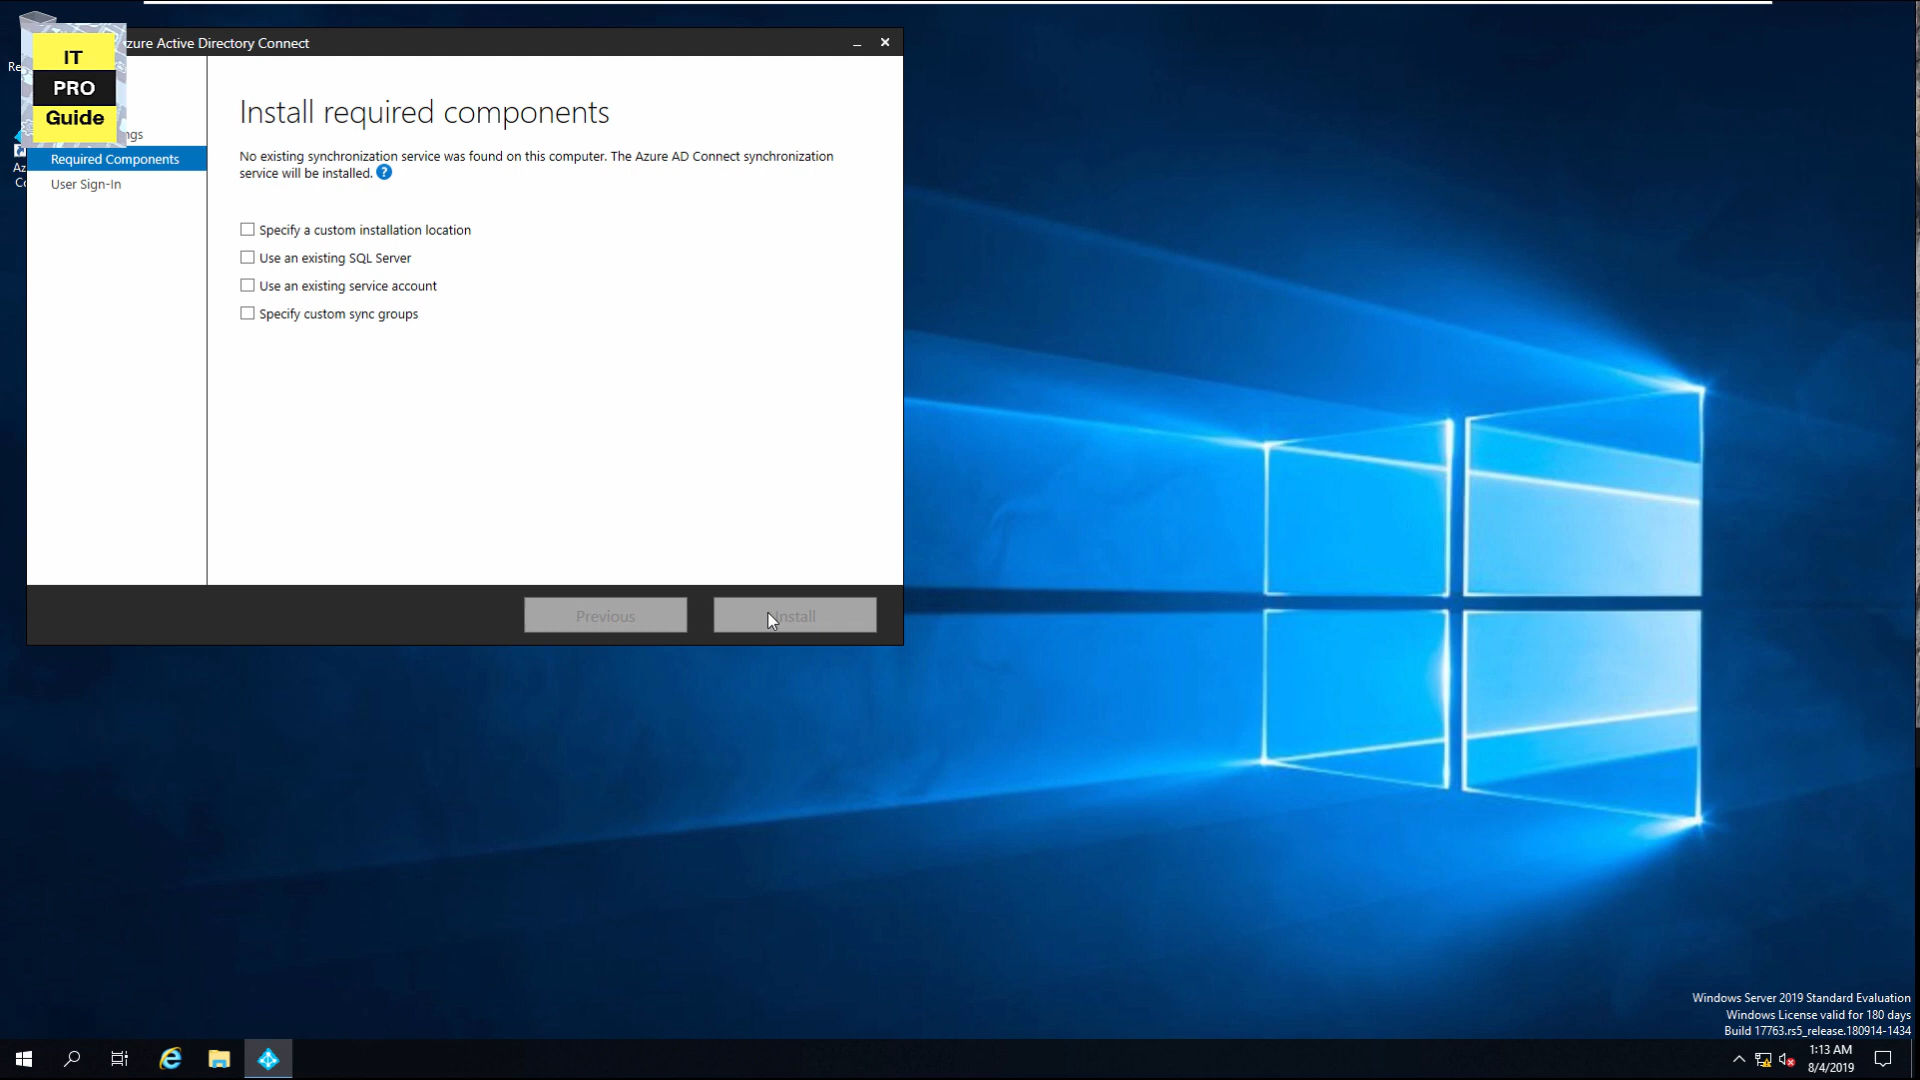 IT
PRO
Guide
Re
zure Active Directory Connect
ngs
Required Components
User Sign-In
Az
Co
Install required components
No existing synchronization service was found on this computer. The Azure AD Connect synchronization
service will be installed. ?
Specify a custom installation location
Use an existing SQL Server
Use an existing service account
Specify custom sync groups
Previous
Install
Windows Server 2019 Standard Evaluation
Windows License valid for 180 days
Build 17763.rs5_release.180914-1434
1:13 AM
8/4/2019